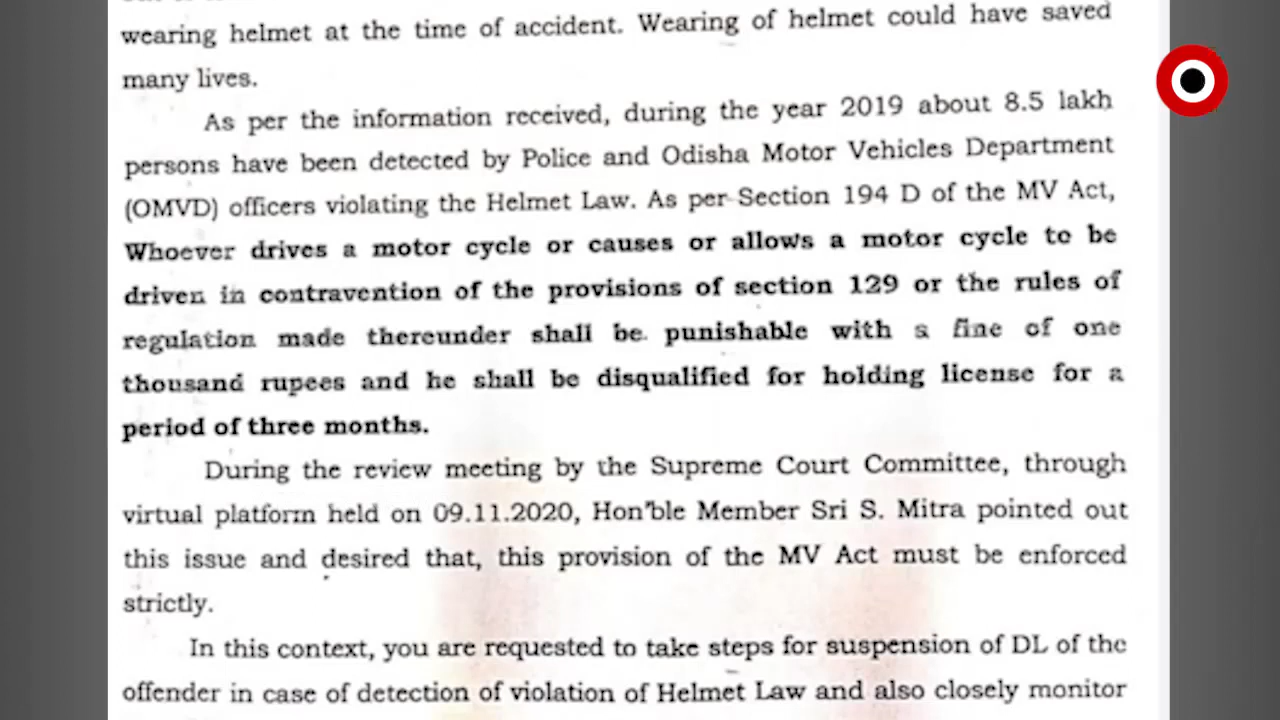 wearing helmet at the time of accident. Wearing of helmet could have saved
many lives.
As per the information received, during the year 2019 about 8.5 lakh
persons have been detected by Police and Odisha Motor Vehicles Department
(OMVD) officers violating the Helmet Law. As per Section 194 D of the MV Act,
Whoever drives a motor cycle or causes or allows a motor cycle to be
driven in contravention of the provisions of section 129 or the rules of
regulation made thereunder shall be punishable with a fine of one
thousand rupees and he shall be disqualified for holding license for a
period of three months.
During the review meeting by the Supreme Court Committee, through
virtual platform held on 09.11.2020, Hon'ble Member Sri S. Mitra pointed out
this issue and desired that, this provision of the MV Act must be enforced
strictly.
In this context, you are requested to take steps for suspension of DL of the
offender in case of detection of violation of Helmet Law and also closely monitor